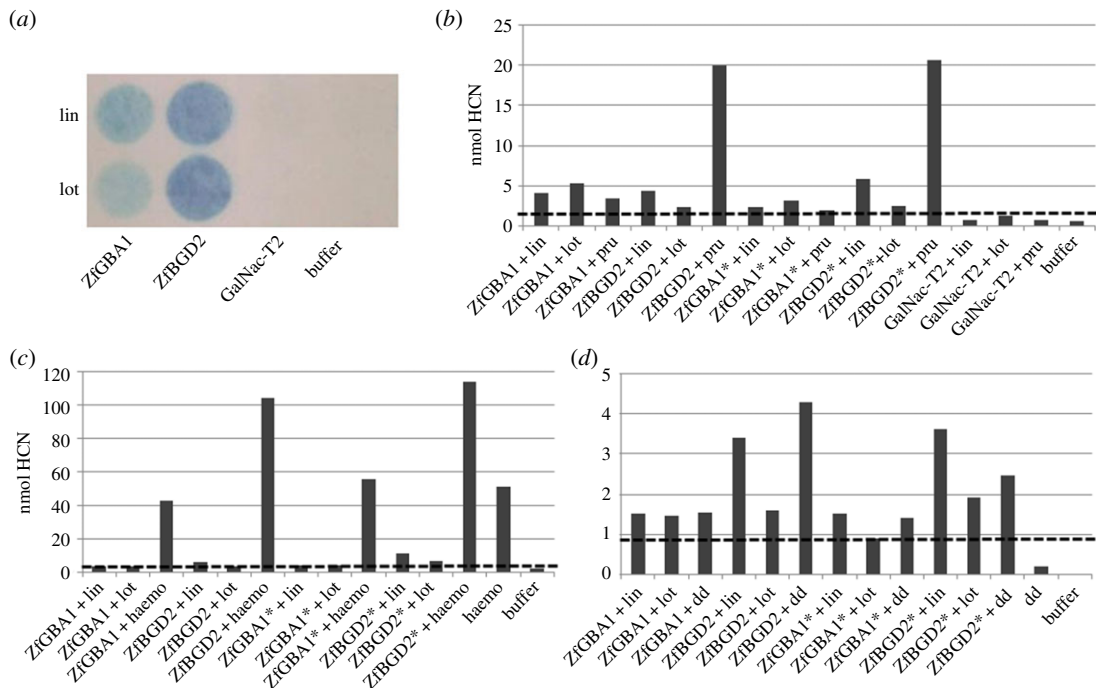 (a)
lin
lot
ZfGBA1
ZfBGD2
GalNac-T2
buffer
(b)
nmol HCN
25
20
15
10
5
0
ZfGBA1 + lin
ZfGBA1 + lot
ZfGBA1 + pru
ZfBGD2 + lin
ZfBGD2 + lot
ZfBGD2 + pru
ZfGBA1* + lin
ZfGBA1* + lot
ZfGBA1* + pru
ZfBGD2* + lin
ZfBGD2* + lot
ZfBGD2* + pru
GalNac-T2 + lin
GalNac-T2 + lot
GalNac-T2 + pru
buffer
(c)
nmol HCN
120
100
80
60
40
20
0
ZfGBA1 + lin
ZfGBA1 + lot
ZfGBA1 + haemo
ZfBGD2 + lin
ZfBGD2 + lot
ZfBGD2 + haemo
ZfGBA1* + lin
ZfGBA1* + lot
ZfGBA1* + haemo
ZfBGD2* + lin
ZfBGD2* + lot
ZfBGD2* + haemo
haemo
buffer
(d)
5
4
3
2
1
0
ZfGBA1 + lin
ZfGBA1 + lot
ZfGBA1 + dd
ZfBGD2 + lin
ZfBGD2 + lot
ZfBGD2 + dd
ZfGBA1* + lin
ZfGBA1* + lot
ZfGBA1* + dd
ZfBGD2* + lin
ZfBGD2* + lot
ZfBGD2* + dd
dd
buffer